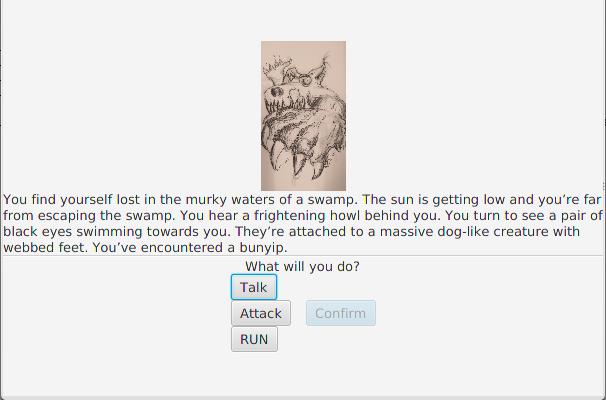 You find yourself lost in the murky waters of a swamp. The sun is getting low and you’re far
from escaping the swamp. You hear a frightening howl behind you. You turn to see a pair of
black eyes swimming towards you. They’re attached to a massive dog-like creature with
webbed feet. You’ve encountered a bunyip.
What will you do?
Talk
Attack
Confirm
RUN